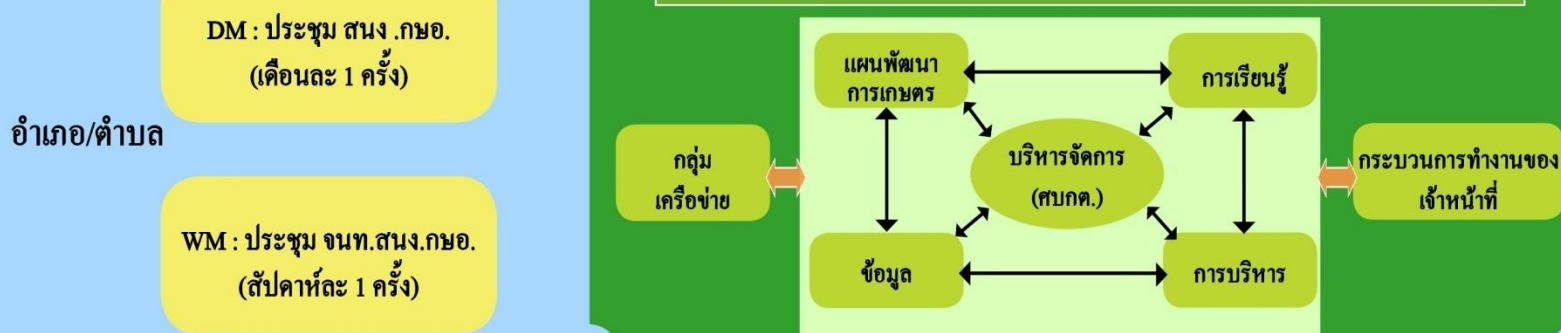 DM : ประชุม สนง .กษอ.
(เดือนละ 1 ครั้ง)
อำเภอ/ตำบล
WM : ประชุม จนท.สนง.กษอ.
(สัปดาห์ละ 1 ครั้ง)
แผนพัฒนา
การเกษตร
การเรียนรู้
กลุ่ม
เครือข่าย
บริหารจัดการ
(ศบกต.)
กระบวนการทำงานของ
เจ้าหน้าที่
ข้อมูล
การบริหาร